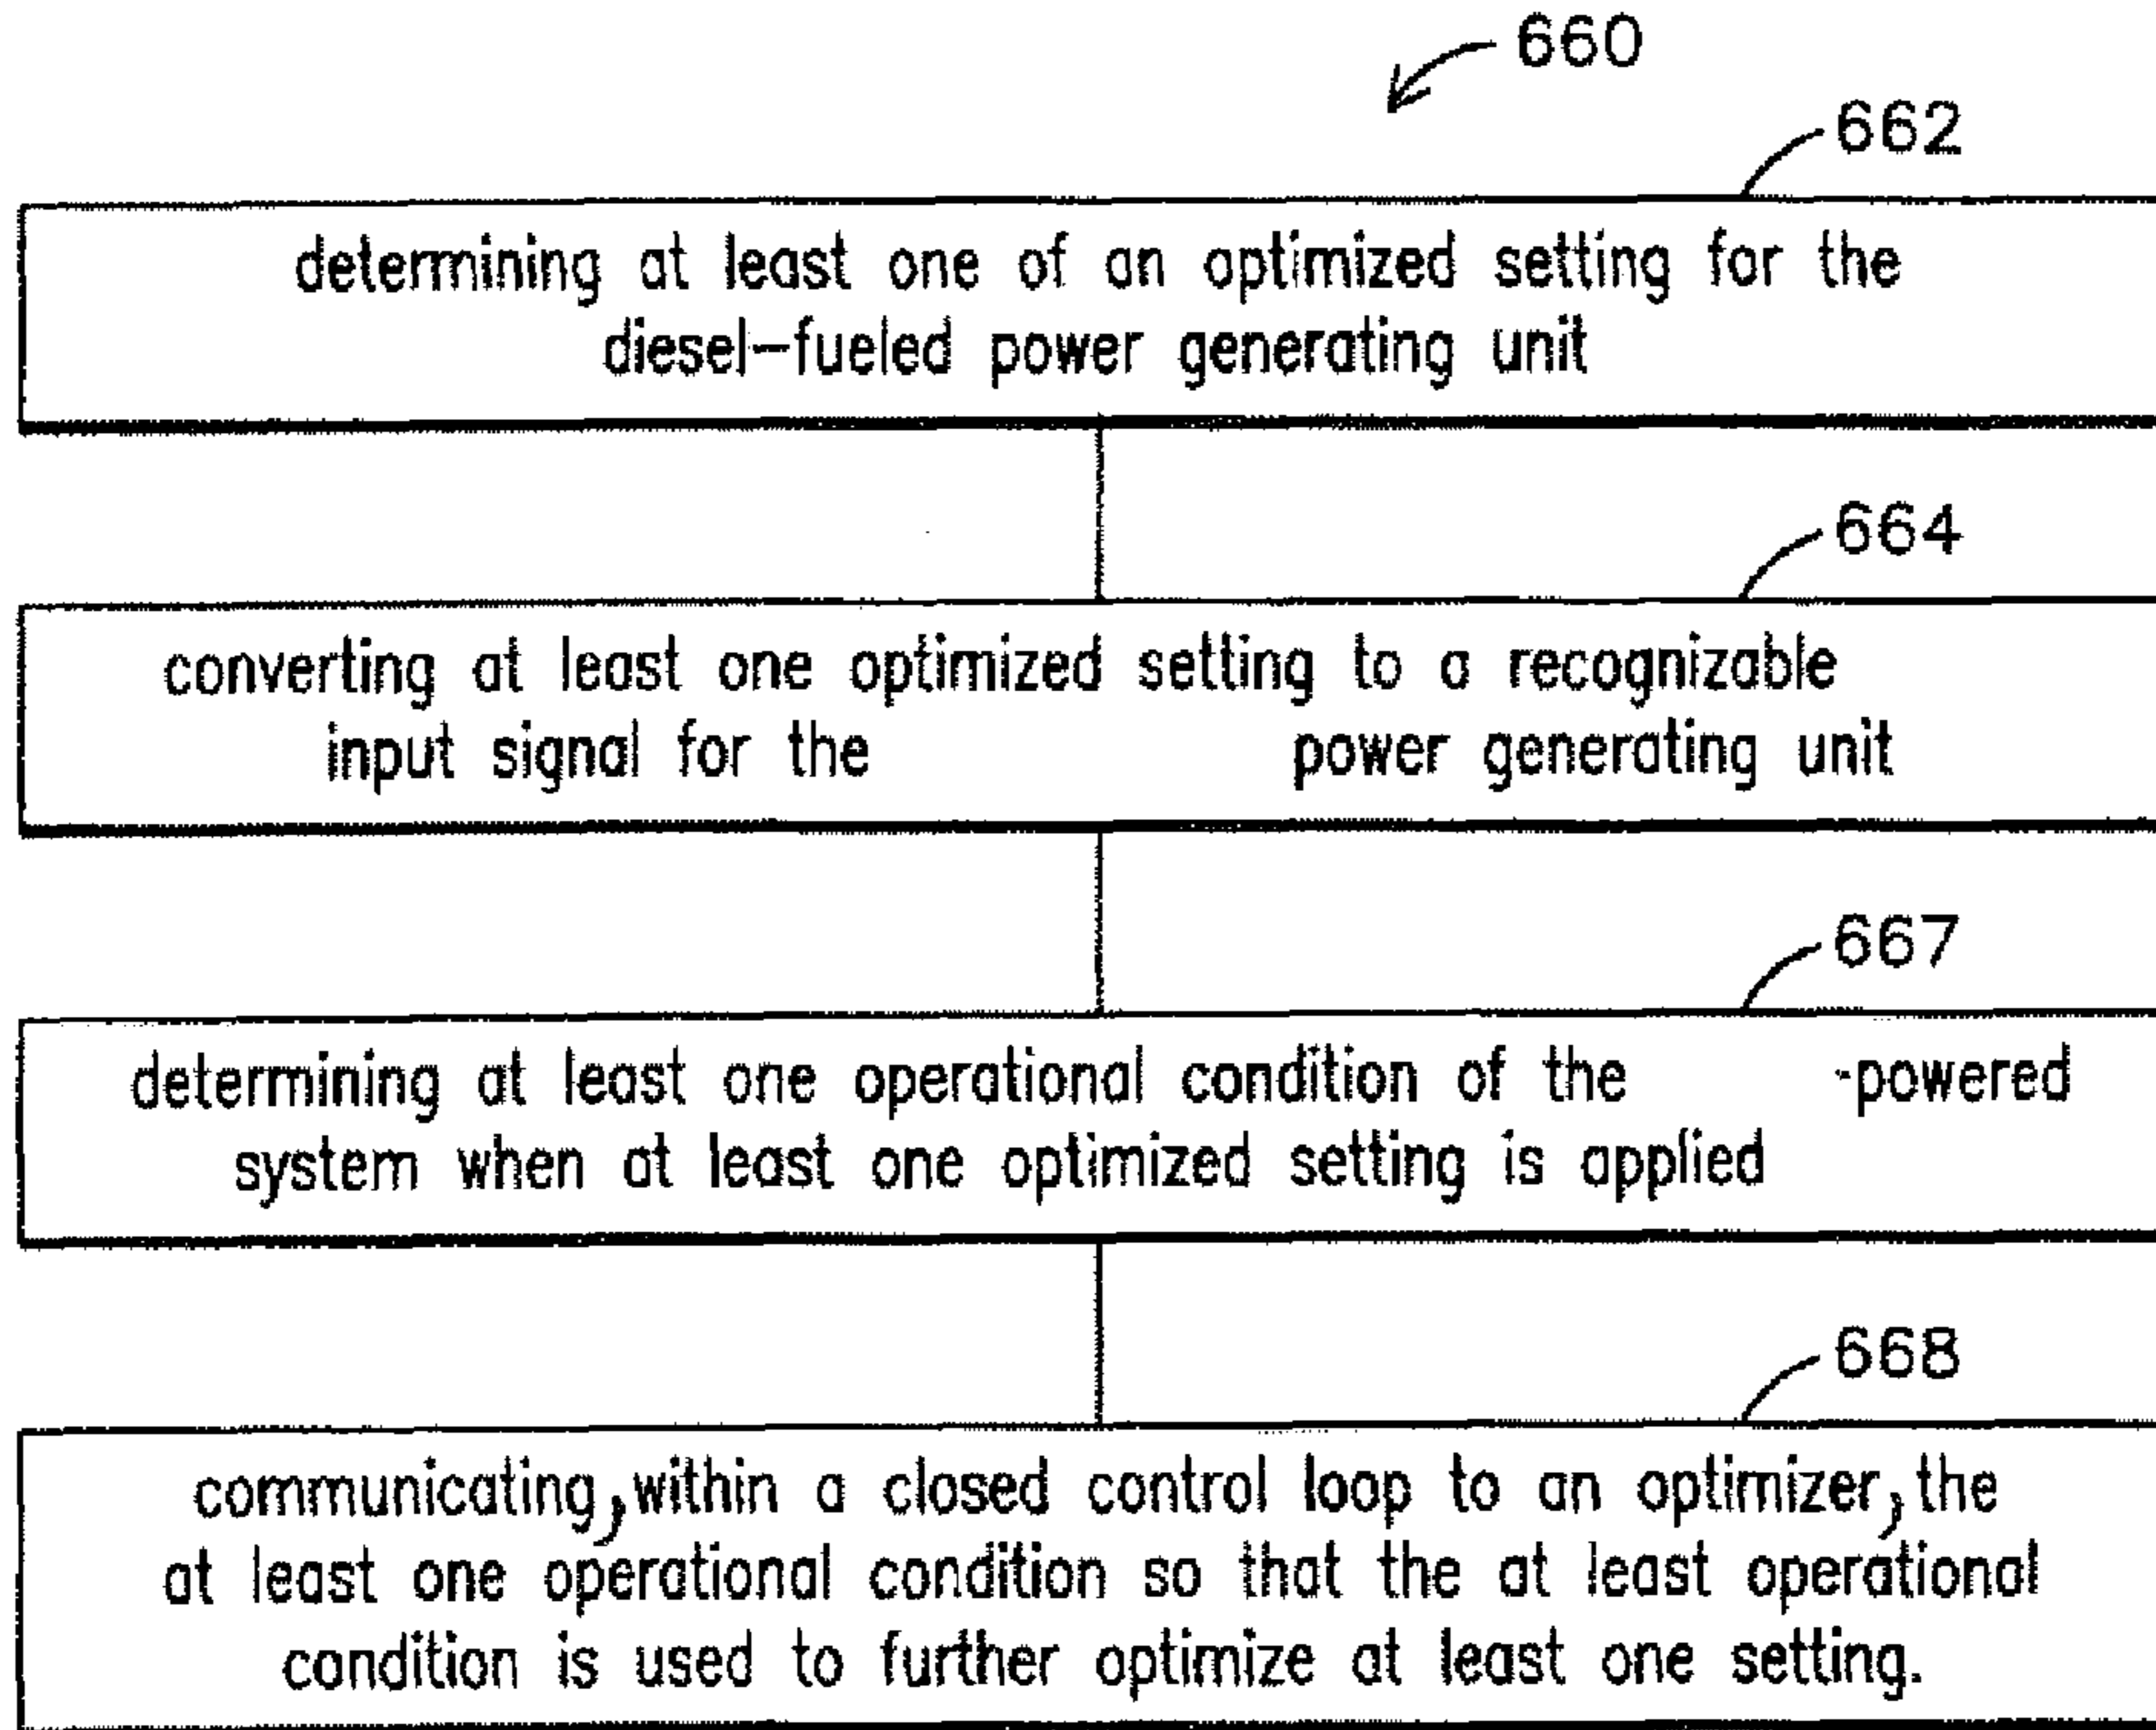 660
662
determining at least one of an optimized setting for the
diesel-fueled power generating unit
664
converting at least one optimized setting to a recognizable
input signal for the power generating unit
667
determining at least one operational condition of the -powered
system when at least one optimized setting is applied
668
communicating, within a closed control loop to an optimizer, the
at least one operational condition so that the at least operational
condition is used to further optimize at least one setting.